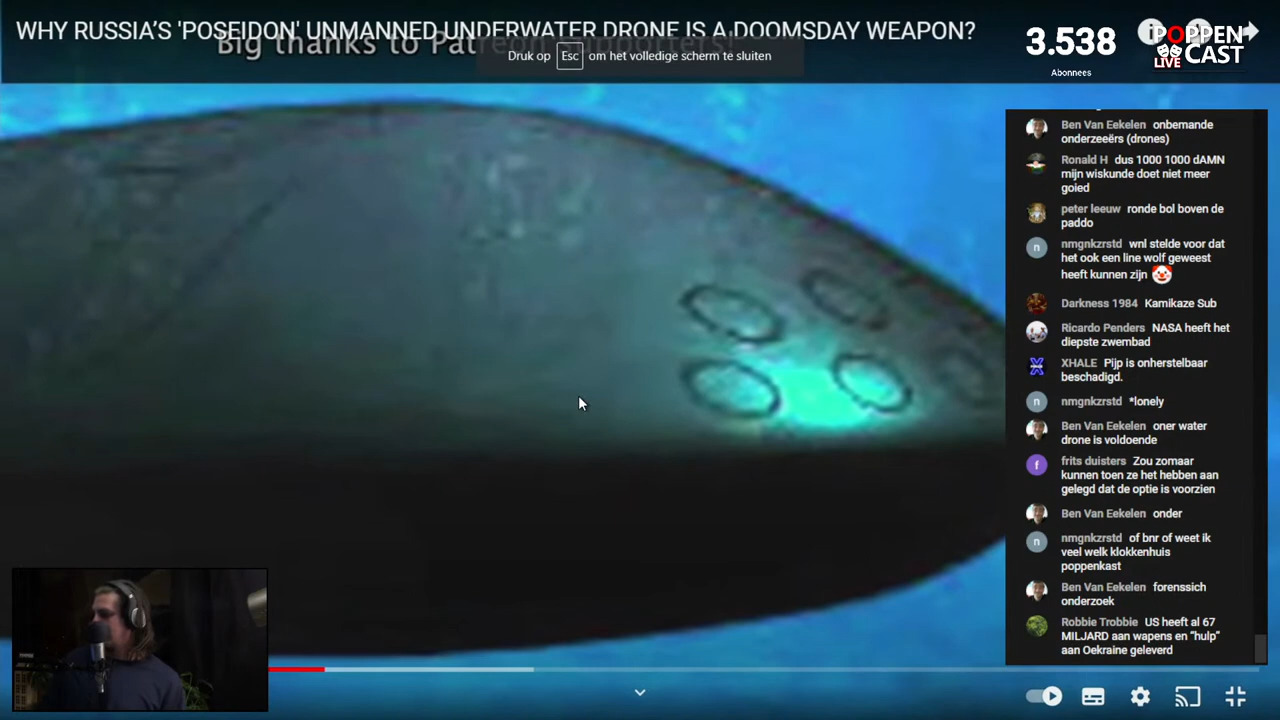 WHY RUSSIA’S 'POSEIDON' UNMANNED UNDERWATER DRONE IS A DOOMSDAY WEAPON?
Big thanks to Patreon
Druk op Esc om het volledige scherm te sluiten
3.538
Abonnees
POPPEN
LIVE CAST
Ben Van Eekelen onbemande
onderzeeërs (drones)
Ronald H dus 1000 1000 dAMN
mijn wiskunde doet niet meer
goied
peter leeuw ronde bol boven de
paddo
nmgnkzrstd wnl stelde voor dat
het ook een line wolf geweest
heeft kunnen zijn 🤡
Darkness 1984 Kamikaze Sub
Ricardo Penders NASA heeft het
diepste zwembad
XHALE Pijp is onherstelbaar
beschadigd.
nmgnkzrstd *lonely
Ben Van Eekelen oner water
drone is voldoende
frits duisters Zou zomaar
kunnen toen ze het hebben aan
gelegd dat de optie is voorzien
Ben Van Eekelen onder
nmgnkzrstd of bnr of weet ik
veel welk klokkenhuis
poppenkast
Ben Van Eekelen forenssich
onderzoek
Robbie Trobbie US heeft al 67
MILJARD aan wapens en “hulp”
aan Oekraine geleverd